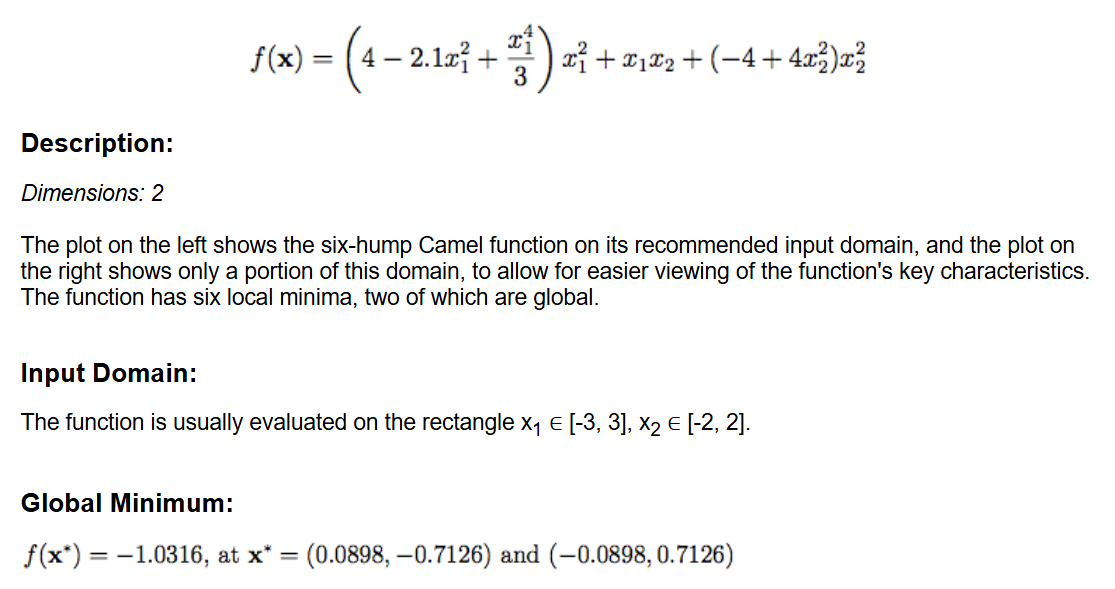 f(x) = (4 − 2.1x₁² + x₁⁴/3) x₁² + x₁x₂ + (−4 + 4x₂²)x₂²
Description:
Dimensions: 2
The plot on the left shows the six-hump Camel function on its recommended input domain, and the plot on
the right shows only a portion of this domain, to allow for easier viewing of the function's key characteristics.
The function has six local minima, two of which are global.
Input Domain:
The function is usually evaluated on the rectangle x₁ ∈ [-3, 3], x₂ ∈ [-2, 2].
Global Minimum:
f(x*) = −1.0316, at x* = (0.0898, −0.7126) and (−0.0898, 0.7126)